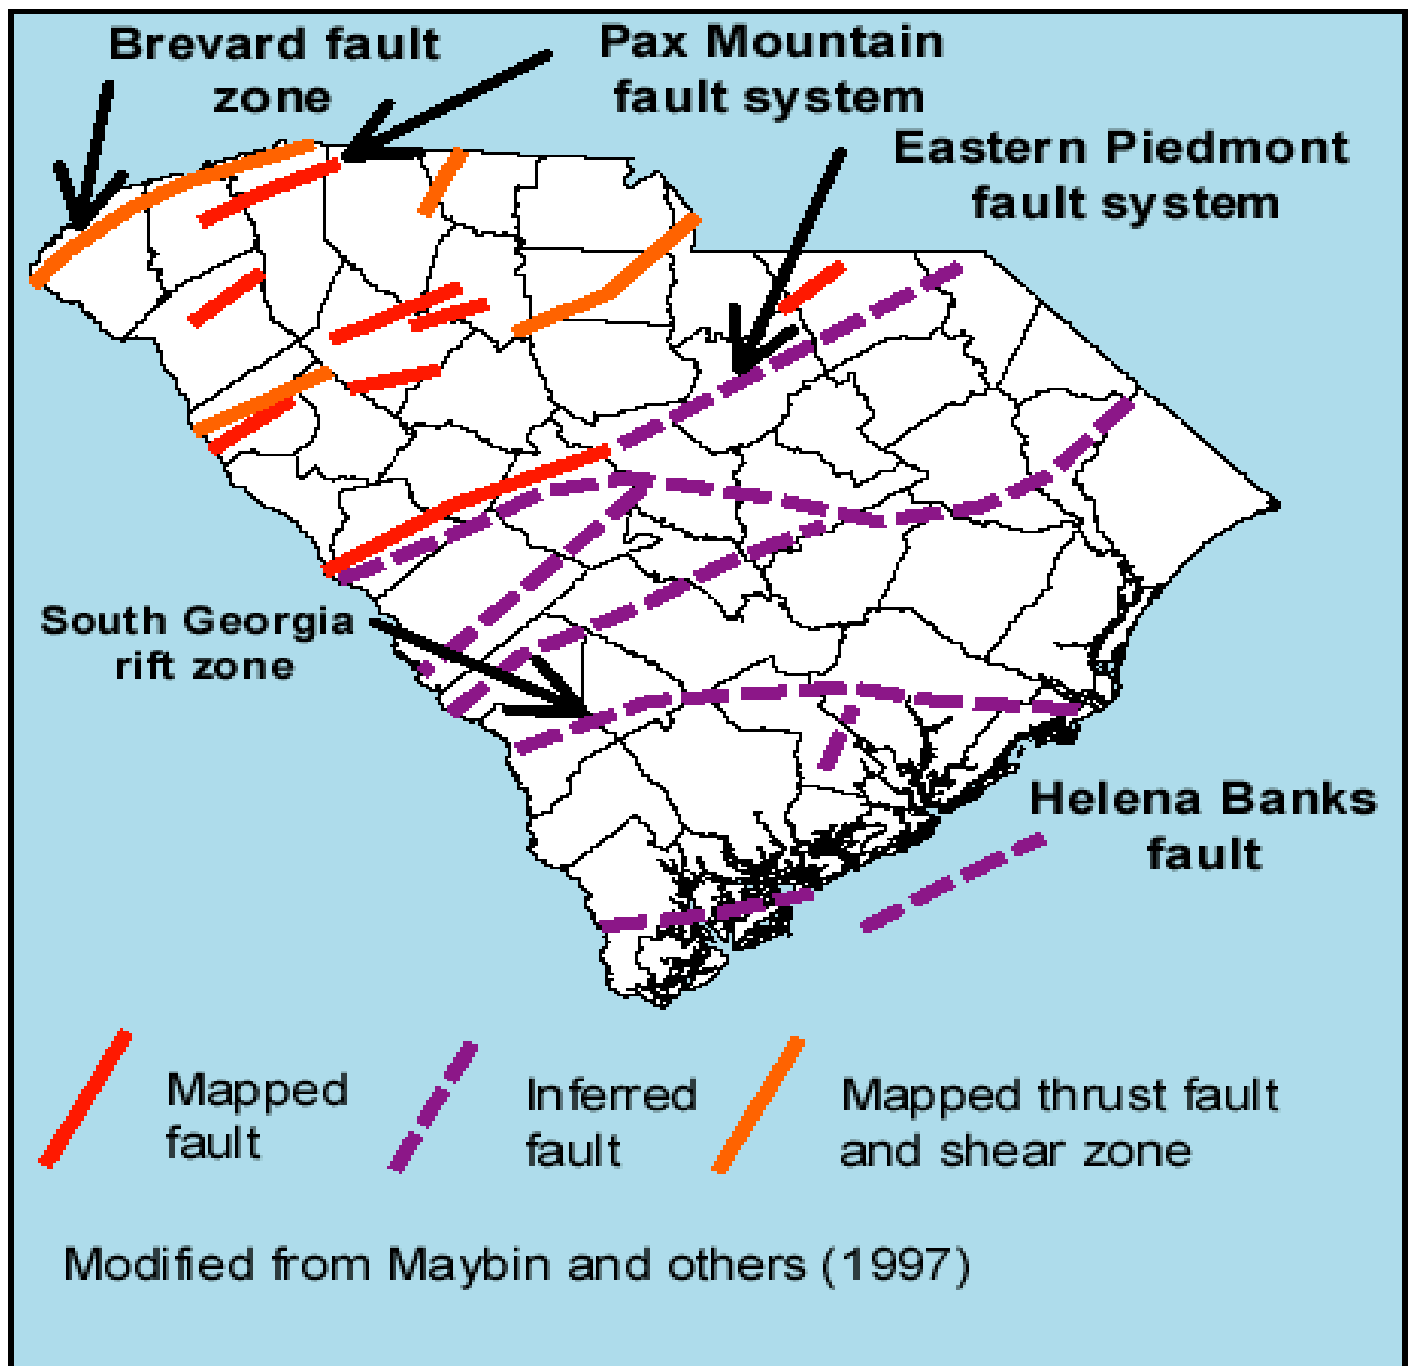 Brevard fault
zone
Pax Mountain
fault system
Eastern Piedmont
fault system
South Georgia
rift zone
Helena Banks
fault
Mapped
fault
Inferred
fault
Mapped thrust fault
and shear zone
Modified from Maybin and others (1997)